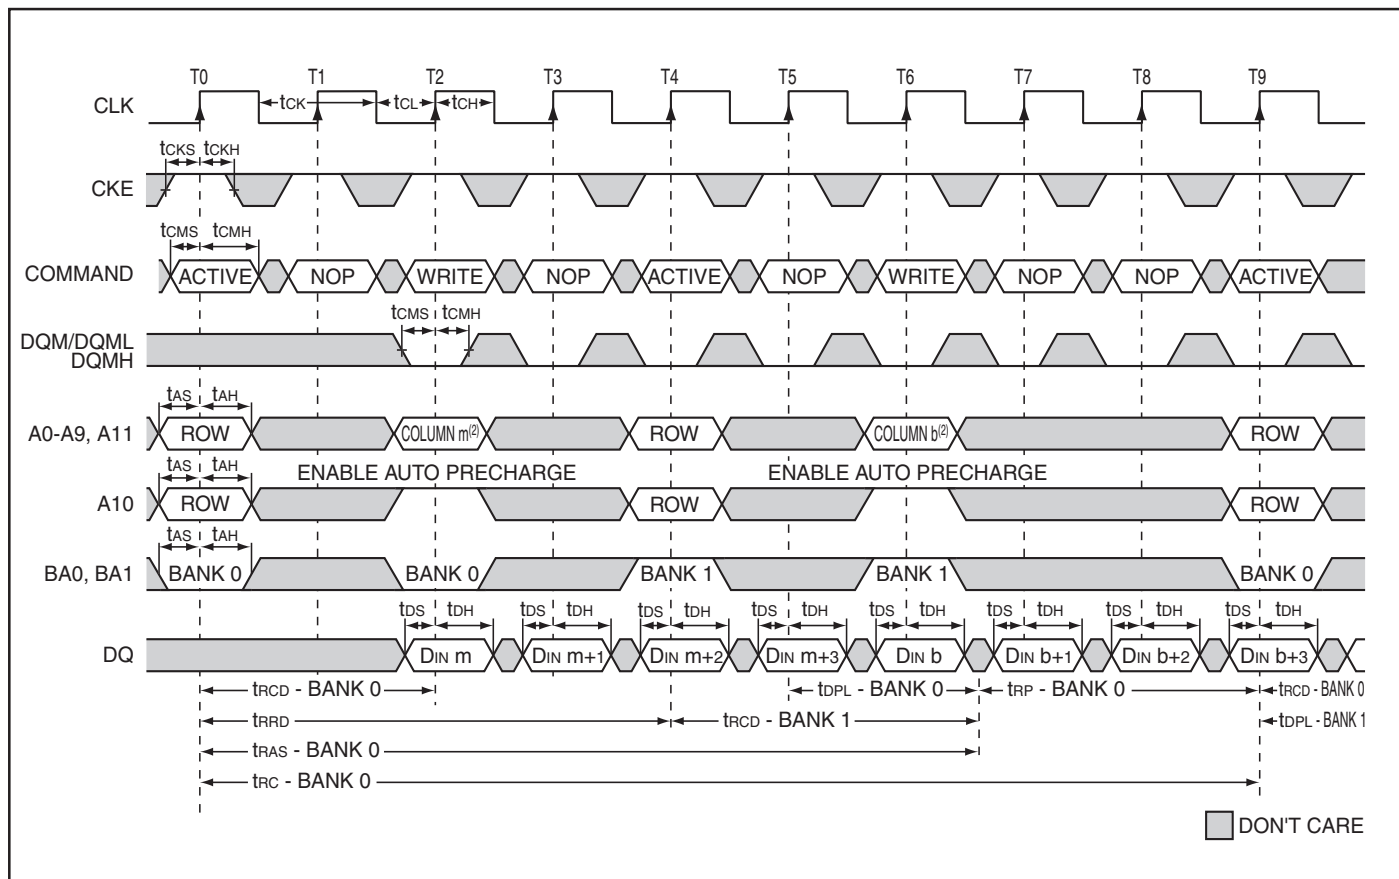 T0 T1 T2 T3 T4 T5 T6 T7 T8 T9
CLK tCK tCL tCH
tCKS tCKH
CKE
tCMS tCMH
COMMAND ACTIVE NOP WRITE NOP ACTIVE NOP WRITE NOP NOP ACTIVE
tCMS tCMH
DQM/DQML
DQMH
tAS tAH
A0-A9, A11 ROW COLUMN m(2) ROW COLUMN b(2) ROW
tAS tAH ENABLE AUTO PRECHARGE ENABLE AUTO PRECHARGE
A10 ROW ROW ROW
tAS tAH
BA0, BA1 BANK 0 BANK 0 BANK 1 BANK 1 BANK 0
tDS tDH tDS tDH tDS tDH tDS tDH tDS tDH tDS tDH tDS tDH tDS tDH
DQ DIN m DIN m+1 DIN m+2 DIN m+3 DIN b DIN b+1 DIN b+2 DIN b+3
tRCD - BANK 0 tDPL - BANK 0 tRP - BANK 0 tRCD - BANK 0
tRRD tRCD - BANK 1 tDPL - BANK 1
tRAS - BANK 0
tRC - BANK 0
DON'T CARE